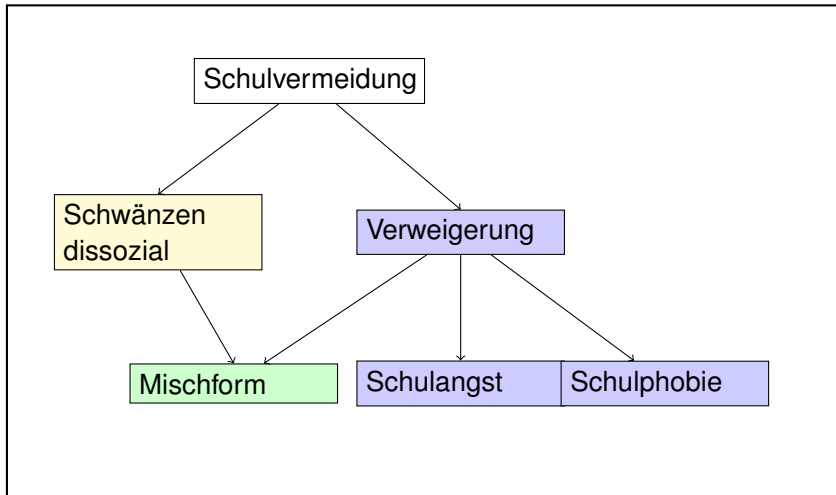 Schulvermeidung
Schwänzen
dissozial
Verweigerung
Mischform
Schulangst
Schulphobie